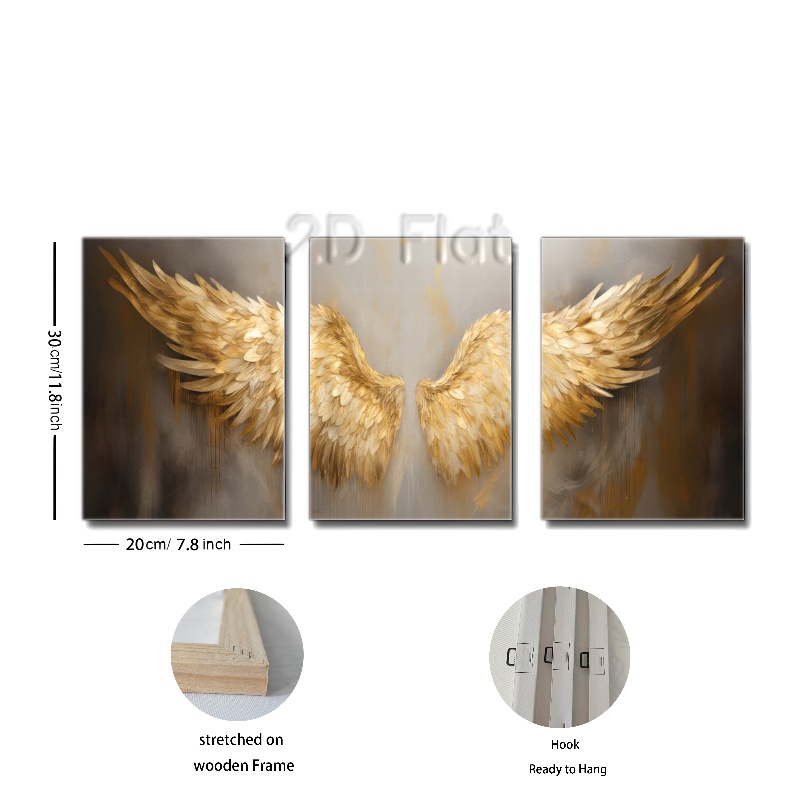 2D Flat
30cm/11.8inch
20cm/ 7.8 inch
stretched on
wooden Frame
Hook
Ready to Hang